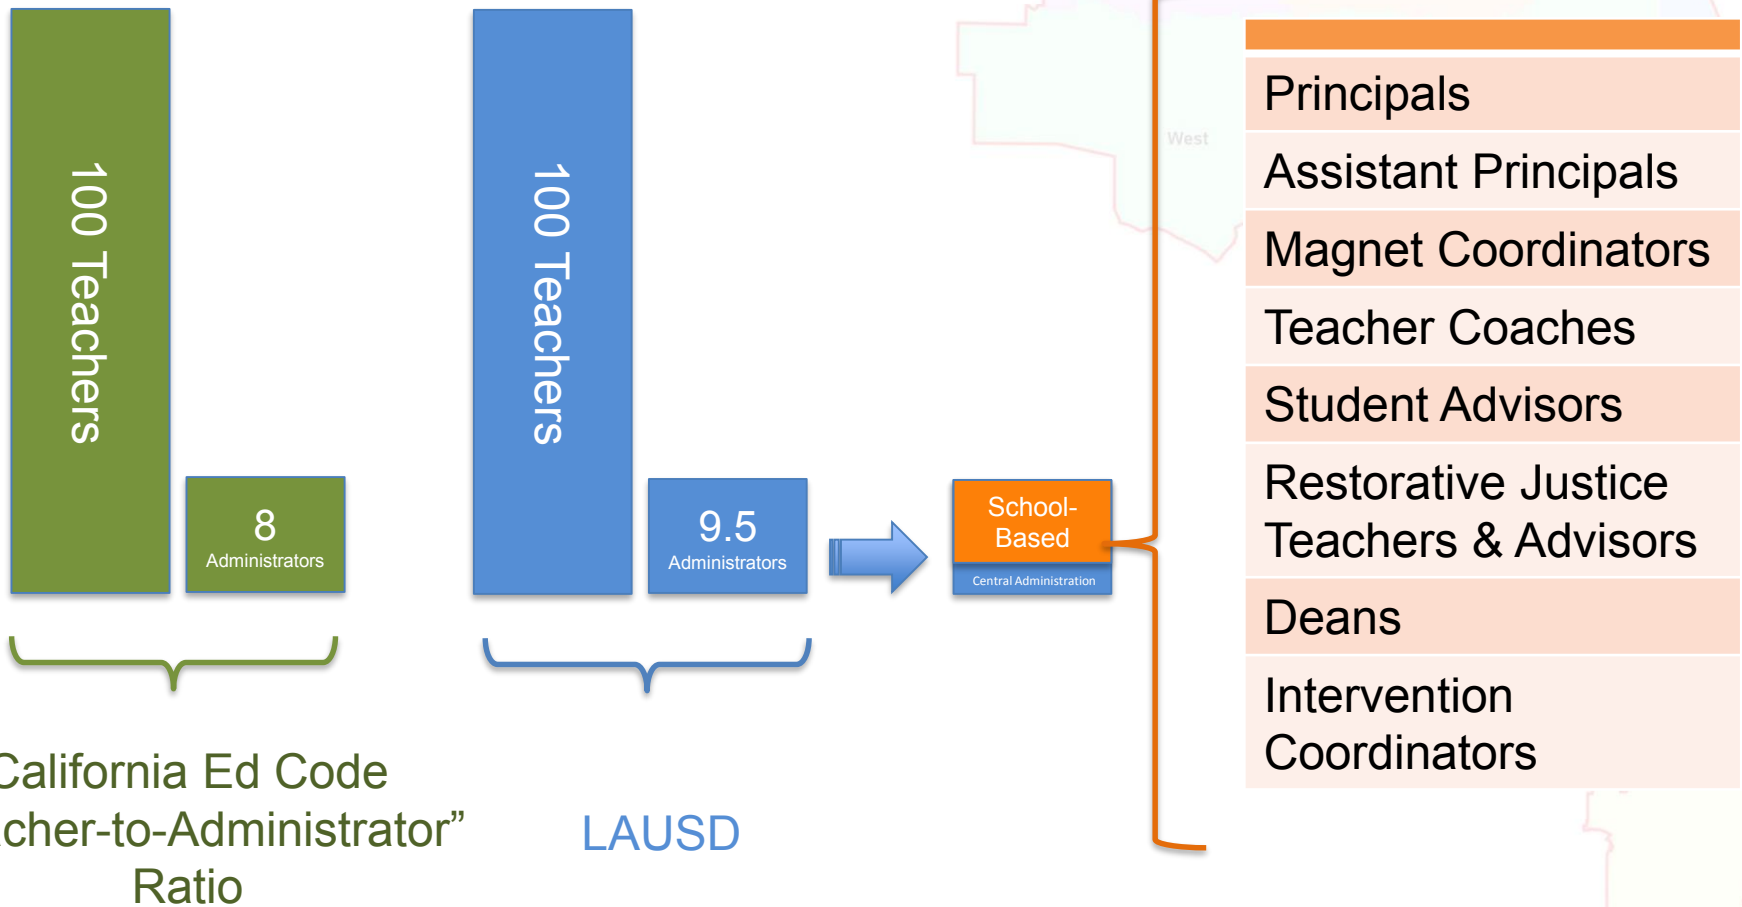 100 Teachers
8
Administrators
100 Teachers
9.5
Administrators
School-
Based
Central Administration
West
Principals
Assistant Principals
Magnet Coordinators
Teacher Coaches
Student Advisors
Restorative Justice
Teachers & Advisors
Deans
Intervention
Coordinators
California Ed Code
cher-to-Administrator”
Ratio
LAUSD